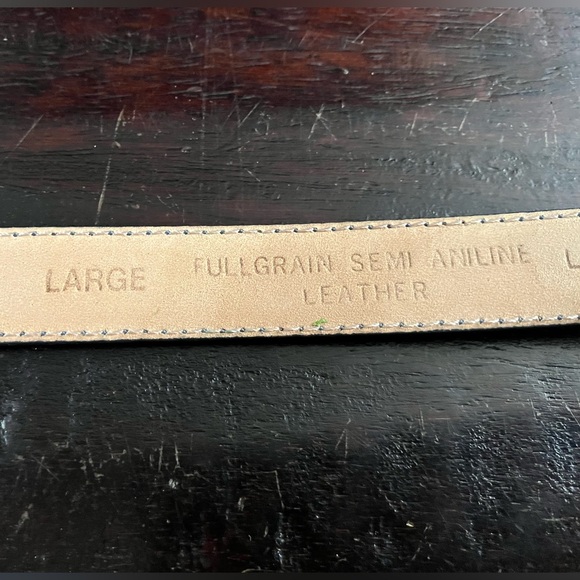 LARGE
FULLGRAIN SEMI ANILINE
LEATHER
L